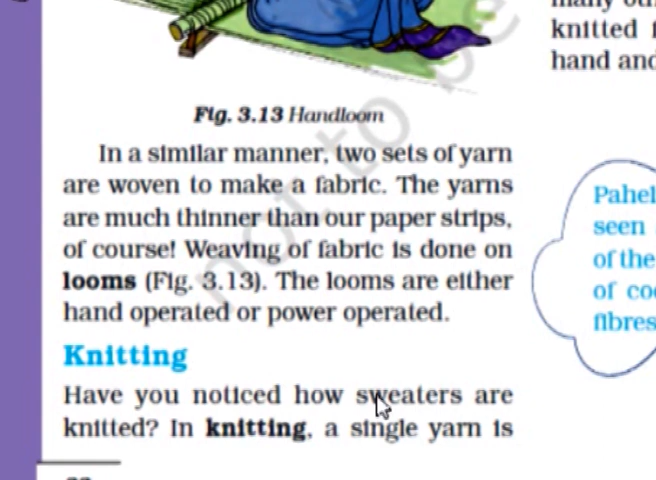 Fig. 3.13 Handloom
In a similar manner, two sets of yarn
are woven to make a fabric. The yarns
are much thinner than our paper strips,
of course! Weaving of fabric is done on
looms (Fig. 3.13). The looms are either
hand operated or power operated.
Knitting
Have you noticed how sweaters are
knitted? In knitting, a single yarn is
knitted
hand and
seen
of the
of
fibres
not to be